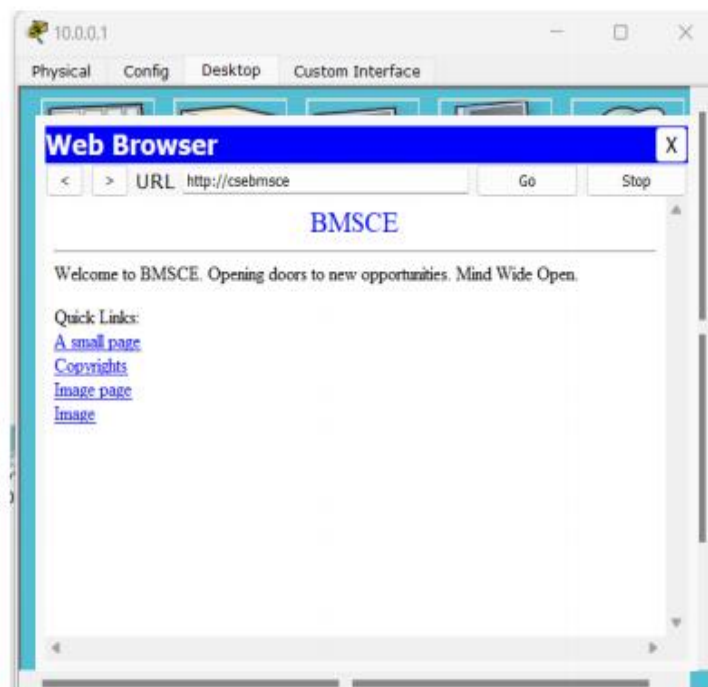 10.0.0.1
Physical Config Desktop Custom Interface
Web Browser X
< > URL http://csebmsce Go Stop
BMSCE
Welcome to BMSCE. Opening doors to new opportunities. Mind Wide Open.
Quick Links:
A small page
Copyrights
Image page
Image